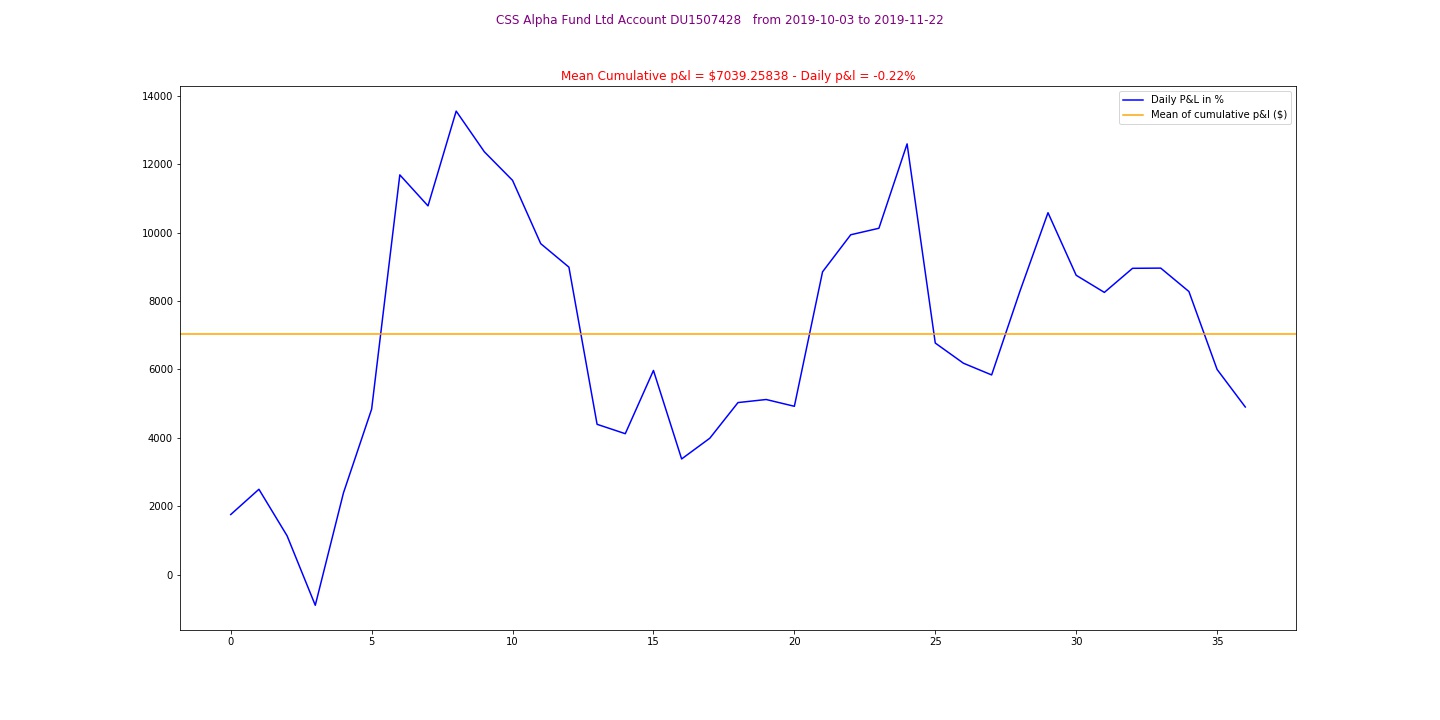 CSS Alpha Fund Ltd Account DU1507428   from 2019-10-03 to 2019-11-22
Mean Cumulative p&l = $7039.25838 - Daily p&l = -0.22%
Daily P&L in %
Mean of cumulative p&l ($)
14000
12000
10000
8000
6000
4000
2000
0
0 5 10 15 20 25 30 35